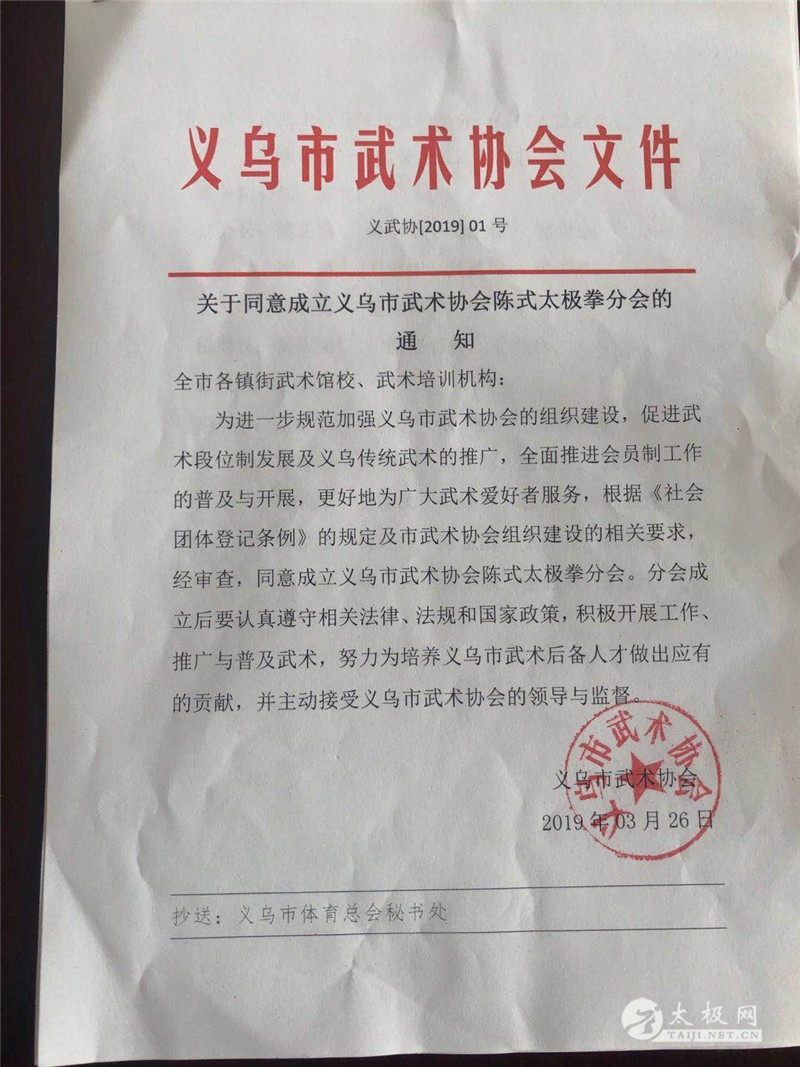 义乌市武术协会文件
义武协[2019] 01 号
关于同意成立义乌市武术协会陈式太极拳分会的
通 知
全市各镇街武术馆校、武术培训机构：
为进一步规范加强义乌市武术协会的组织建设，促进武
术段位制发展及义乌传统武术的推广，全面推进会员制工作
的普及与开展，更好地为广大武术爱好者服务，根据《社会
团体登记条例》的规定及市武术协会组织建设的相关要求，
经审查，同意成立义乌市武术协会陈式太极拳分会。分会成
立后要认真遵守相关法律、法规和国家政策，积极开展工作、
推广与普及武术，努力为培养义乌市武术后备人才做出应有
的贡献，并主动接受义乌市武术协会的领导与监督。
义乌市武术协会
义乌市武术协会
2019 年 03 月 26 日
抄送：义乌市体育总会秘书处
太极网
TAIJI.NET.CN